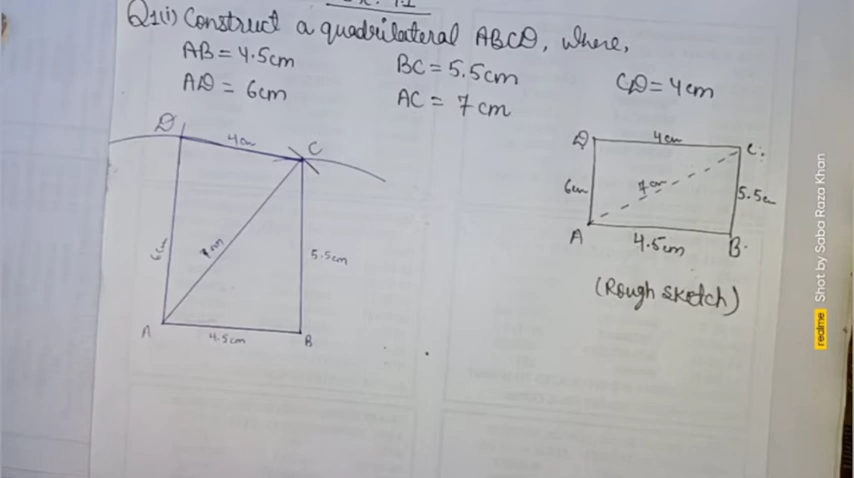 Q1(i) Construct a quadrilateral ABCD, where,
AB = 4.5cm
BC = 5.5cm
CD = 4cm
AD = 6cm
AC = 7cm
D
4cm
C
6cm
7cm
5.5cm
A
4.5cm
B
D
4cm
C.
6cm
7cm
5.5cm
A
4.5cm
B.
(Rough sketch)
realme Shot by Saba Raza Khan